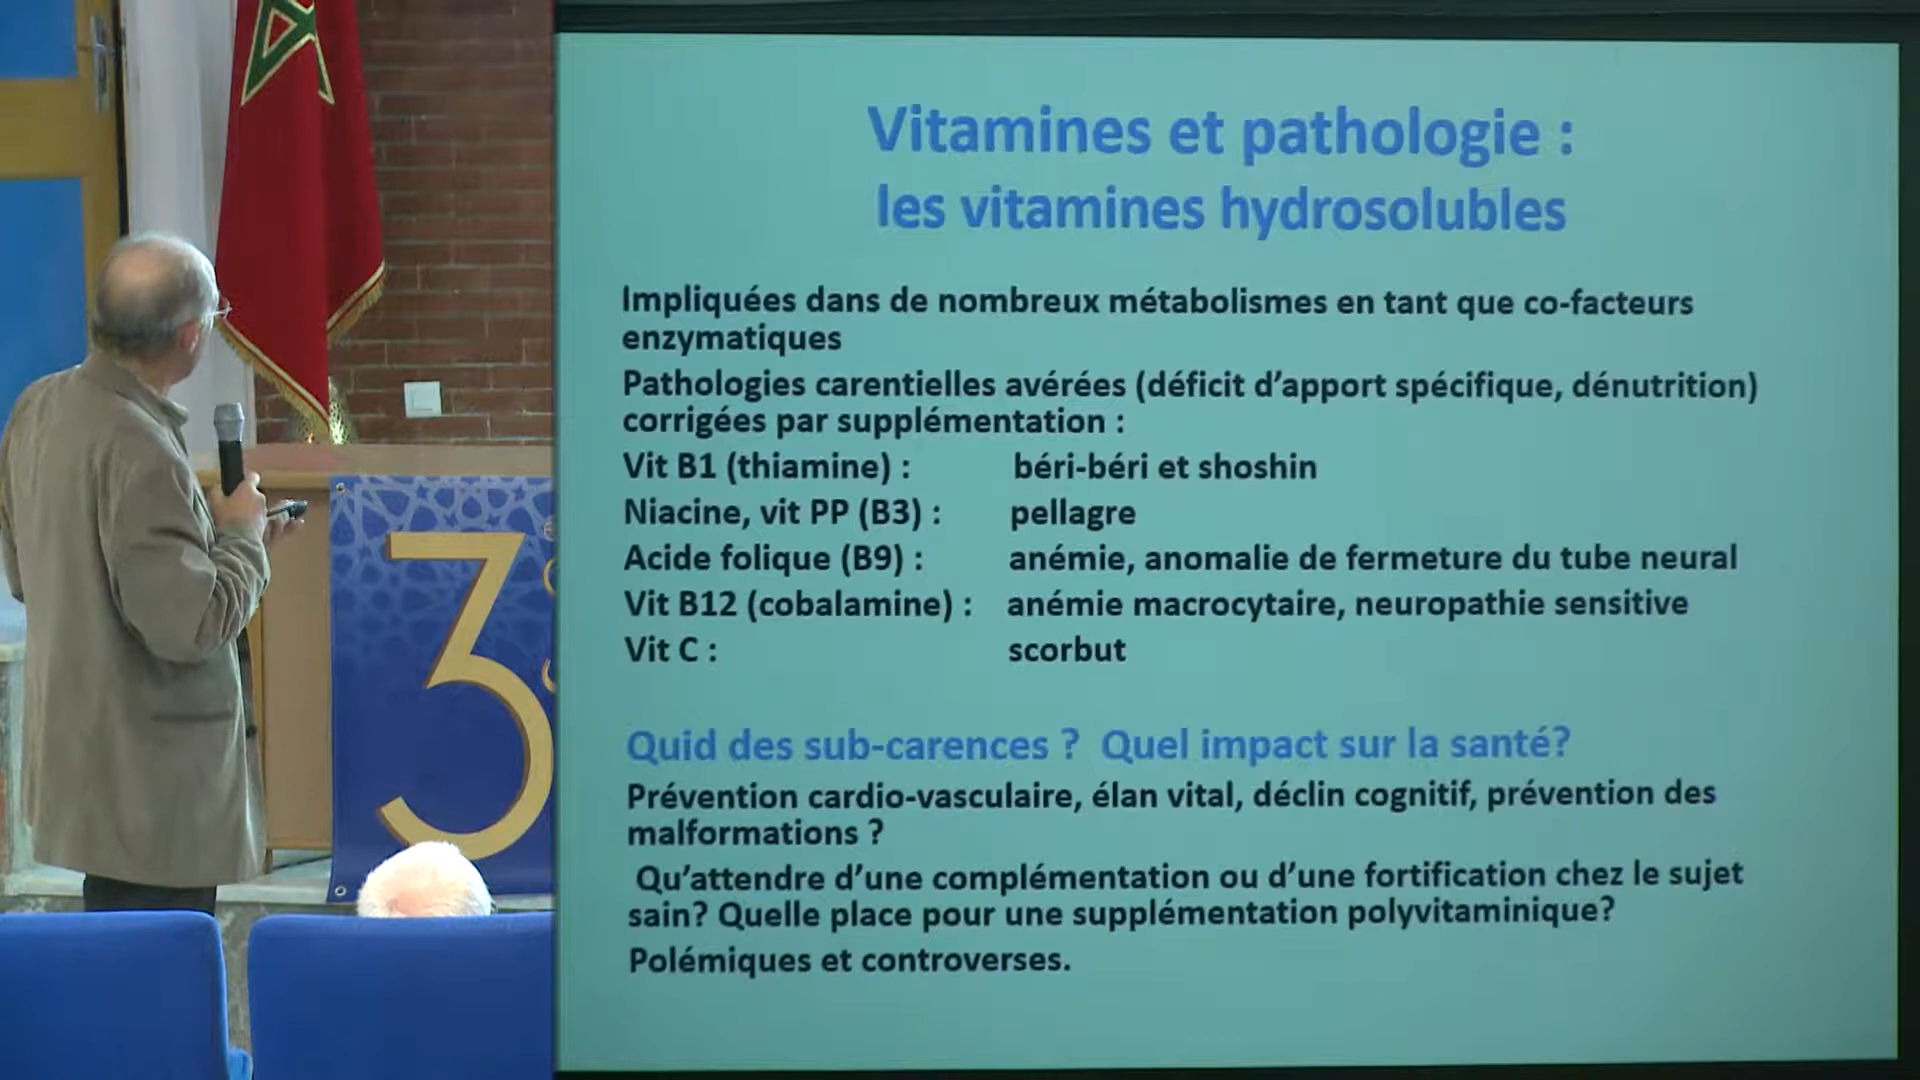 Vitamines et pathologie :
les vitamines hydrosolubles
Impliquées dans de nombreux métabolismes en tant que co-facteurs
enzymatiques
Pathologies carentielles avérées (déficit d’apport spécifique, dénutrition)
corrigées par supplémentation :
Vit B1 (thiamine) : béri-béri et shoshin
Niacine, vit PP (B3) : pellagre
Acide folique (B9) : anémie, anomalie de fermeture du tube neural
Vit B12 (cobalamine) : anémie macrocytaire, neuropathie sensitive
Vit C : scorbut
Quid des sub-carences ? Quel impact sur la santé?
Prévention cardio-vasculaire, élan vital, déclin cognitif, prévention des
malformations ?
Qu’attendre d’une complémentation ou d’une fortification chez le sujet
sain? Quelle place pour une supplémentation polyvitaminique?
Polémiques et controverses.
3